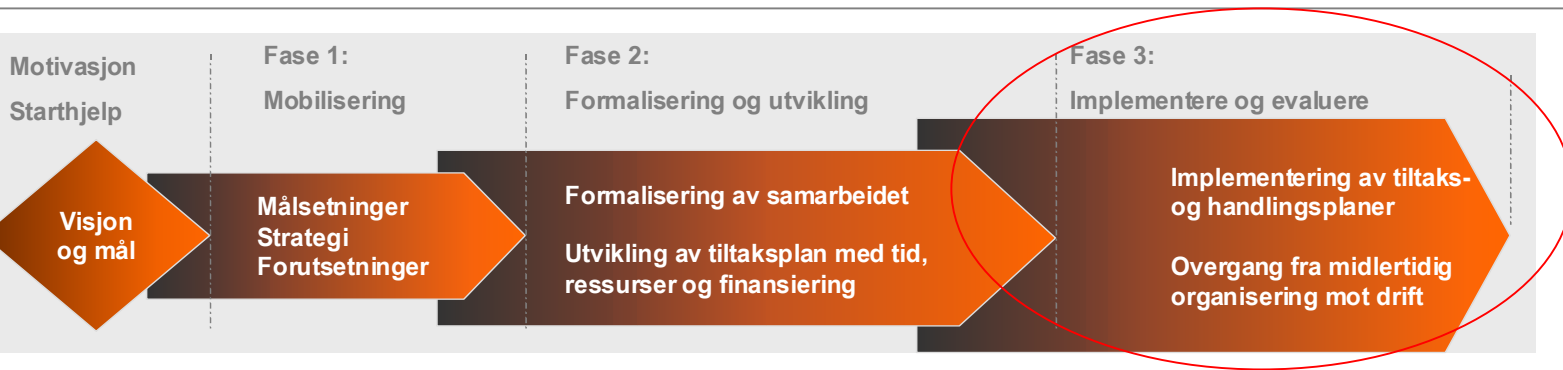 Motivasjon
Starthjelp
Fase 1:
Mobilisering
Fase 2:
Formalisering og utvikling
Fase 3:
Implementere og evaluere
Visjon
og mål
Målsetninger
Strategi
Forutsetninger
Formalisering av samarbeidet
Utvikling av tiltaksplan med tid,
ressurser og finansiering
Implementering av tiltaks-
og handlingsplaner
Overgang fra midlertidig
organisering mot drift